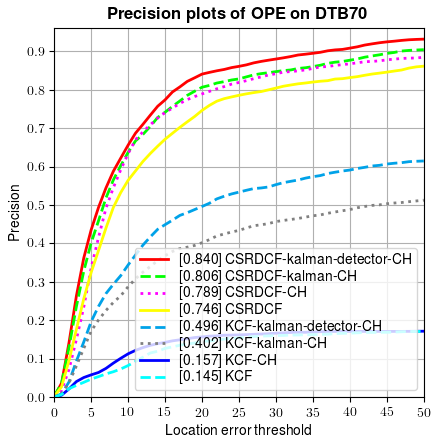 Precision plots of OPE on DTB70
0.9
0.8
0.7
0.6
0.5
0.4
0.3
0.2
0.1
0.0
Precision
[0.840] CSRDCF-kalman-detector-CH
[0.806] CSRDCF-kalman-CH
[0.789] CSRDCF-CH
[0.746] CSRDCF
[0.496] KCF-kalman-detector-CH
[0.402] KCF-kalman-CH
[0.157] KCF-CH
[0.145] KCF
0 5 10 15 20 25 30 35 40 45 50
Location error threshold